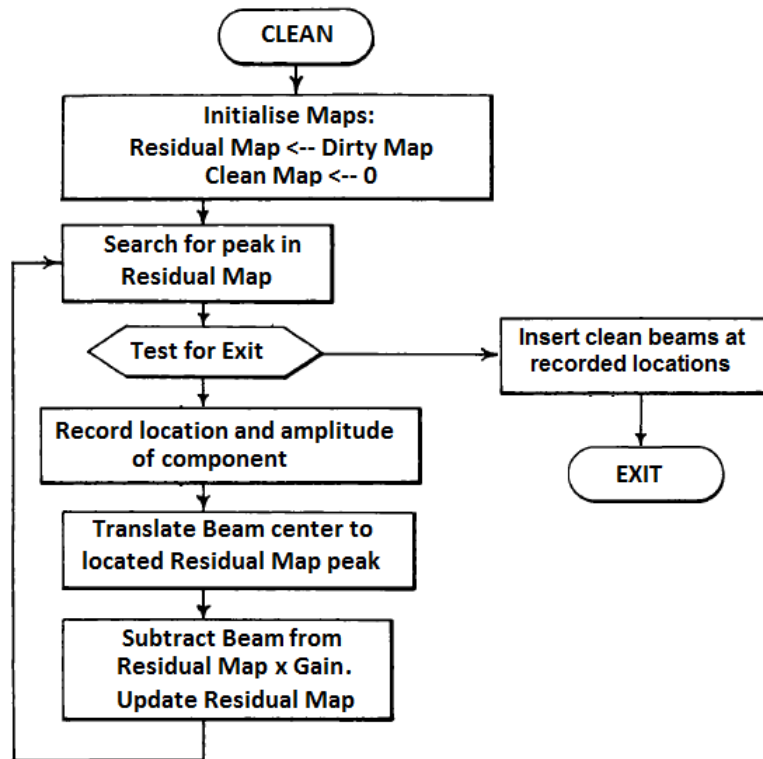 CLEAN
Initialise Maps:
Residual Map <-- Dirty Map
Clean Map <-- 0
Search for peak in
Residual Map
Test for Exit
Insert clean beams at
recorded locations
EXIT
Record location and amplitude
of component
Translate Beam center to
located Residual Map peak
Subtract Beam from
Residual Map x Gain.
Update Residual Map